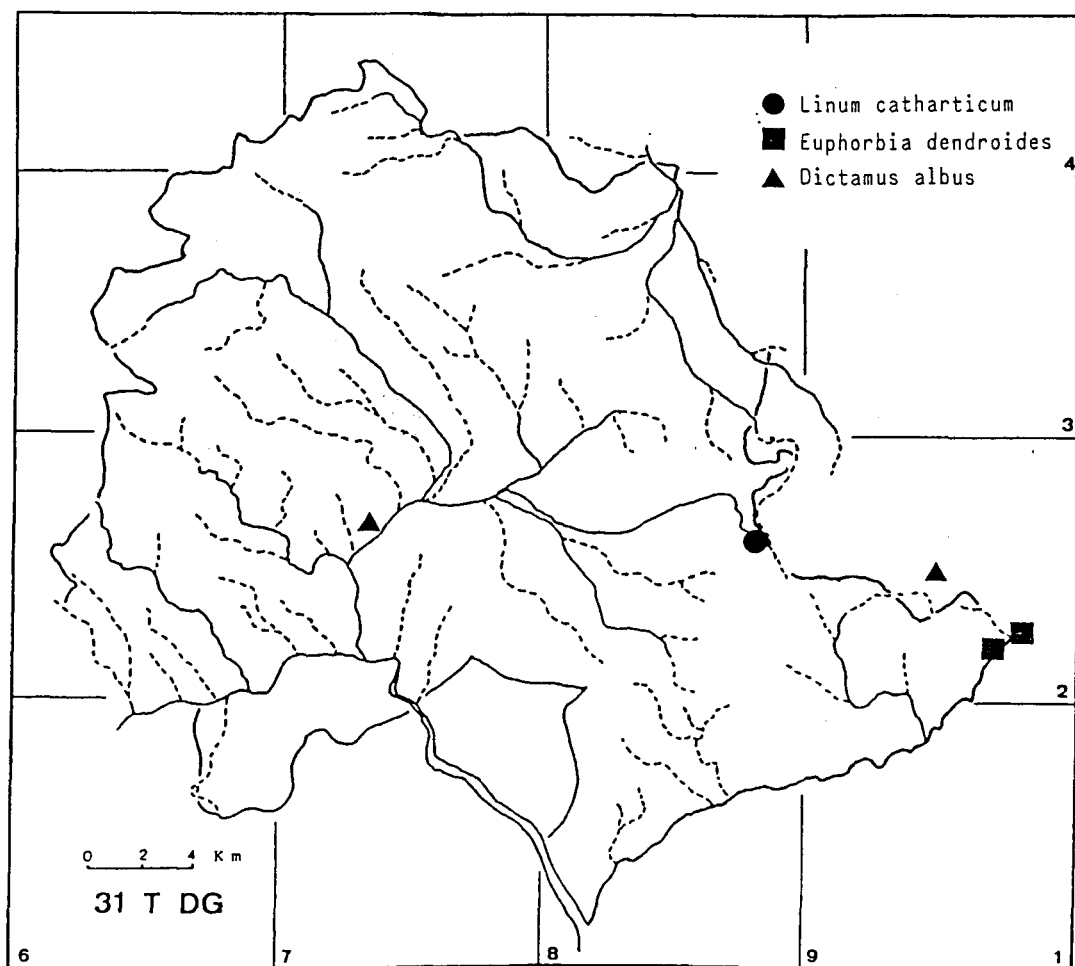 Linum catharticum
Euphorbia dendroides
4
Dictamus albus
3
2
0 2 4 Km
31 T DG
6 7 8 9 1